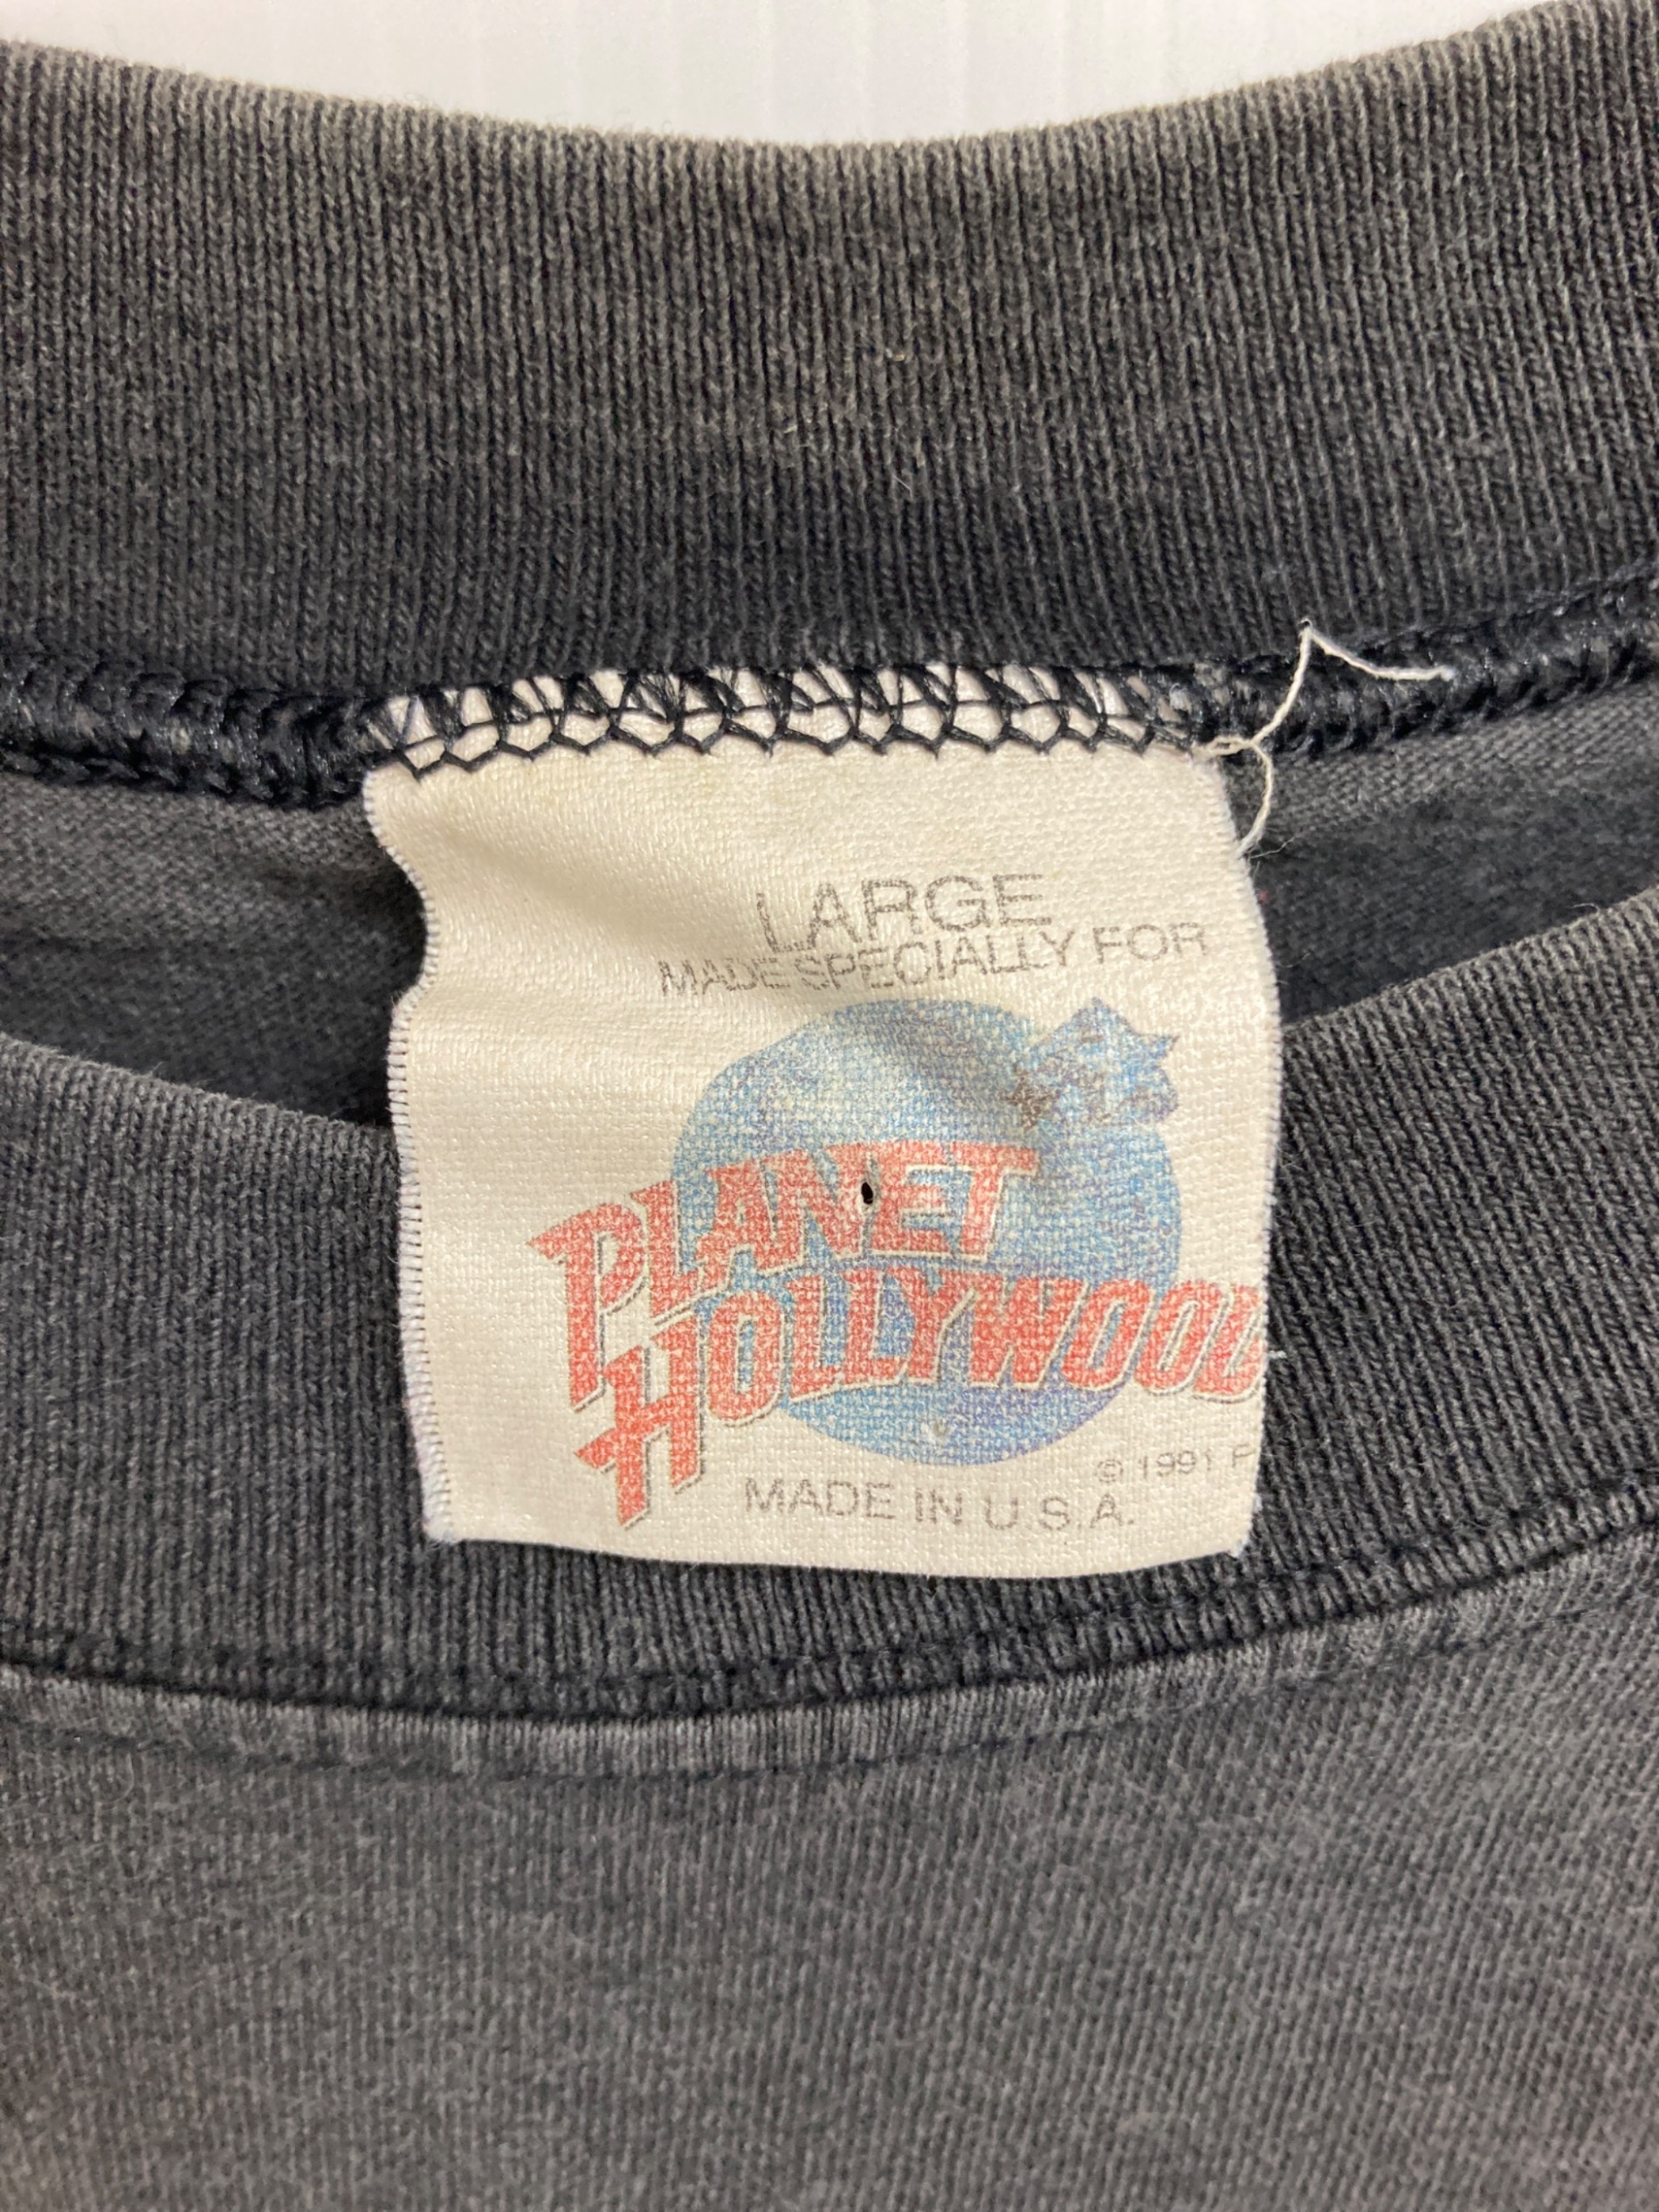 LARGE
MADE SPECIALLY FOR
PLANET
HOLLYWOOD
© 1991 P
MADE IN U.S.A.